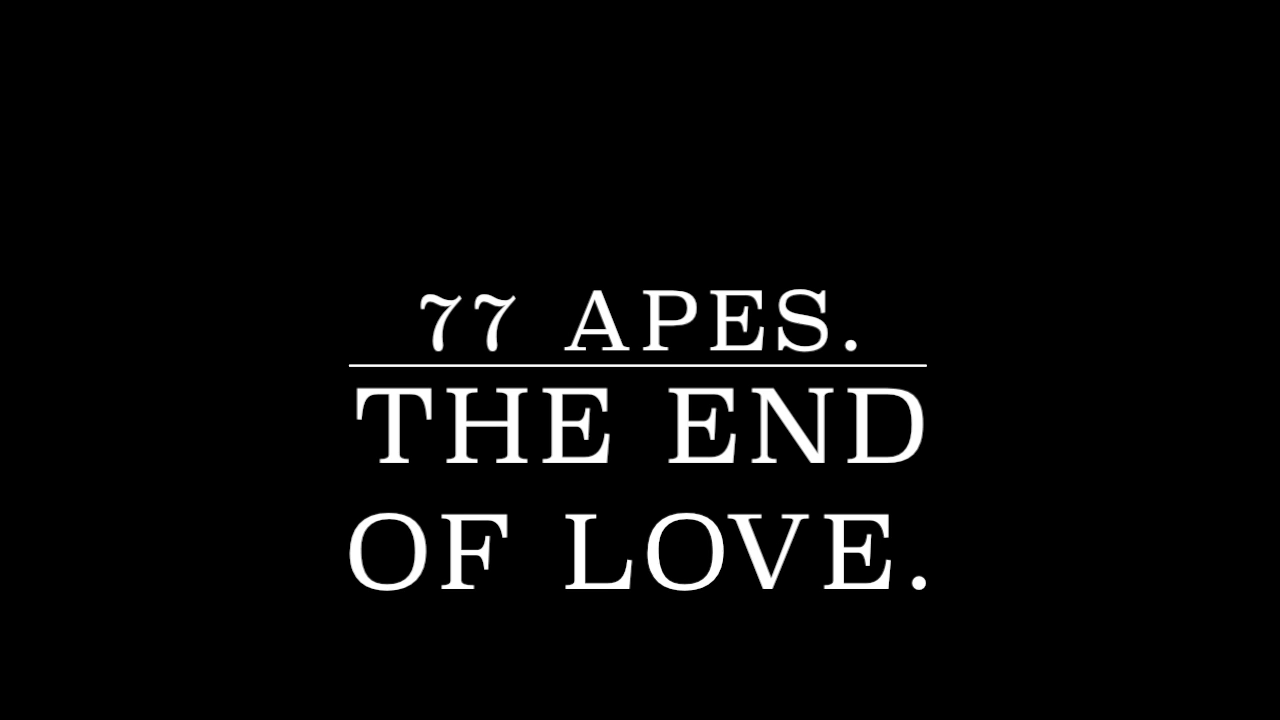 77 APES.
THE END
OF LOVE.